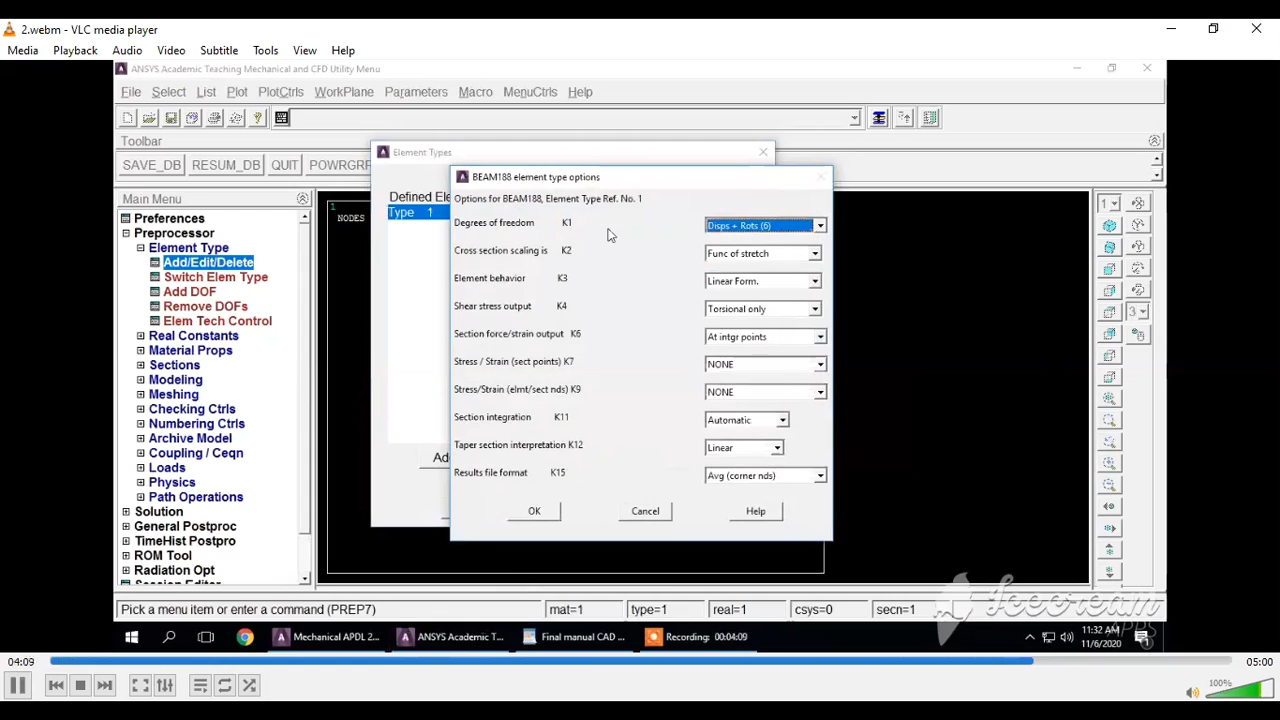 2.webm - VLC media player
Media Playback Audio Video Subtitle Tools View Help
ANSYS Academic Teaching Mechanical and CFD Utility Menu
File Select List Plot PlotCtrls WorkPlane Parameters Macro MenuCtrls Help
Toolbar
SAVE_DB RESUM_DB QUIT POWRGRF
Main Menu
Preferences
Preprocessor
Element Type
Add/Edit/Delete
Switch Elem Type
Add DOF
Remove DOFs
Elem Tech Control
Real Constants
Material Props
Sections
Modeling
Meshing
Checking Ctrls
Numbering Ctrls
Archive Model
Coupling / Ceqn
Loads
Physics
Path Operations
Solution
General Postproc
TimeHist Postpro
ROM Tool
Radiation Opt
Session Editor
1
NODES
Element Types
Defined Ele
Type 1
Ad
BEAM188 element type options
Options for BEAM188, Element Type Ref. No. 1
Degrees of freedom K1 Disps + Rots (6)
Cross section scaling is K2 Func of stretch
Element behavior K3 Linear Form.
Shear stress output K4 Torsional only
Section force/strain output K6 At intgr points
Stress / Strain (sect points) K7 NONE
Stress/Strain (elmt/sect nds) K9 NONE
Section integration K11 Automatic
Taper section interpretation K12 Linear
Results file format K15 Avg (corner nds)
OK Cancel Help
1
3
Pick a menu item or enter a command (PREP7) mat=1 type=1 real=1 csys=0 secn=1
Icecream
APPS
Mechanical APDL 2... ANSYS Academic T... Final manual CAD ... Recording: 00:04:09
11:32 AM
11/6/2020
1
04:09 05:00
100%